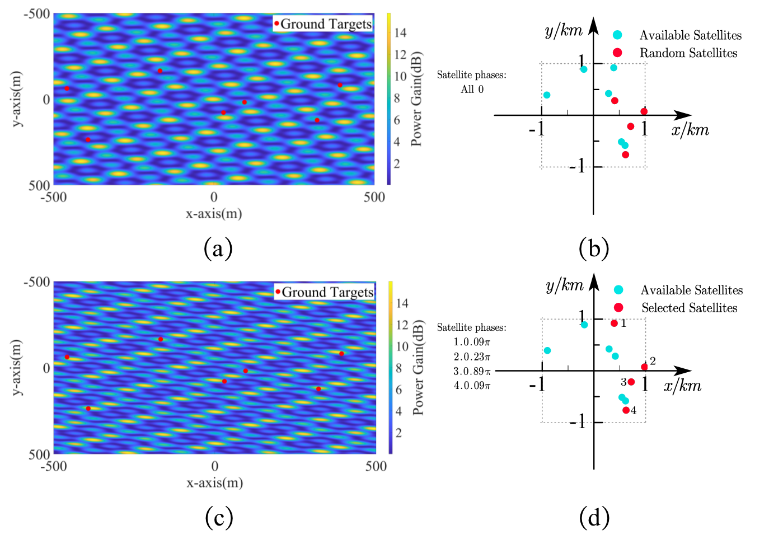 Ground Targets
-500
0
500
y-axis(m)
-500
0
500
x-axis(m)
14
12
10
8
6
4
2
Power Gain(dB)
(a)
y/km
Available Satellites
Random Satellites
Satellite phases:
All 0
1
-1
1
x/km
-1
(b)
Ground Targets
-500
0
500
y-axis(m)
-500
0
500
x-axis(m)
14
12
10
8
6
4
2
Power Gain(dB)
(c)
y/km
Available Satellites
Selected Satellites
Satellite phases:
1.0.09π
2.0.23π
3.0.89π
4.0.09π
1
1
2
3
4
-1
1
x/km
-1
(d)